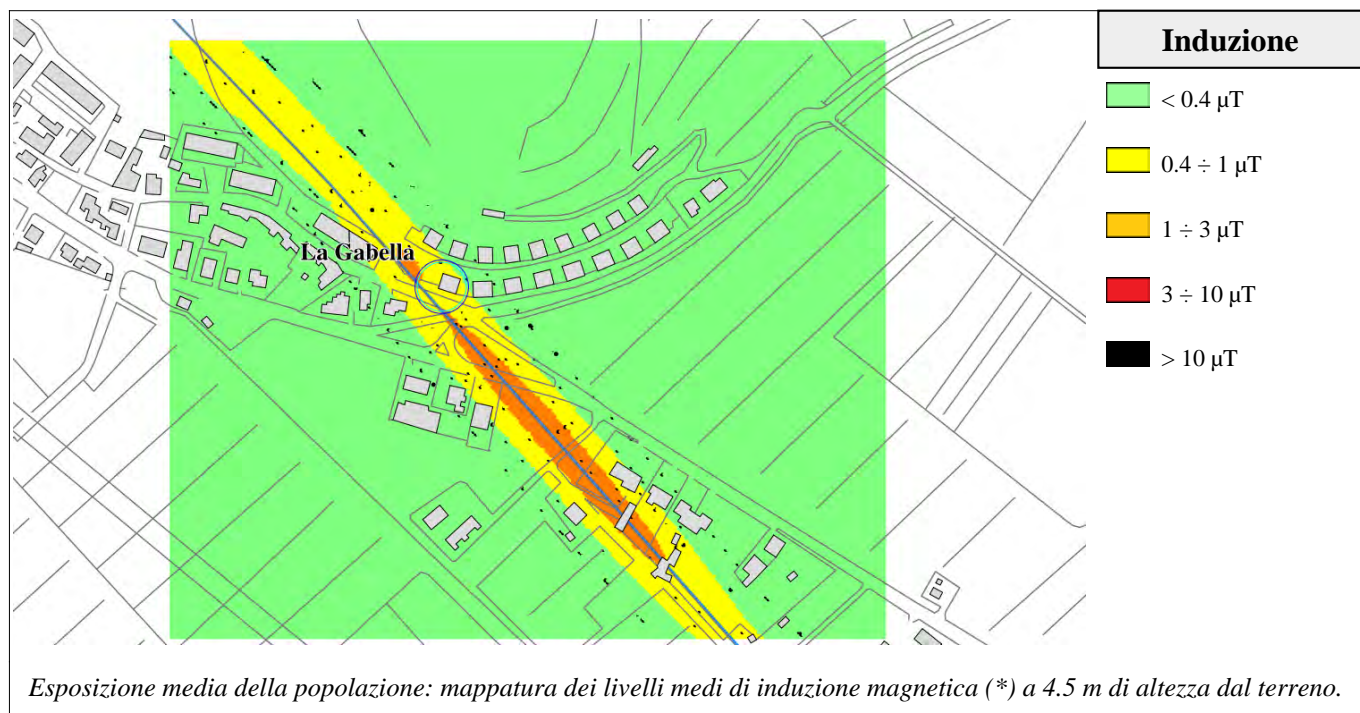 Induzione
< 0.4 µT
0.4 ÷ 1 µT
1 ÷ 3 µT
3 ÷ 10 µT
> 10 µT
La Gabella
Esposizione media della popolazione: mappatura dei livelli medi di induzione magnetica (*) a 4.5 m di altezza dal terreno.